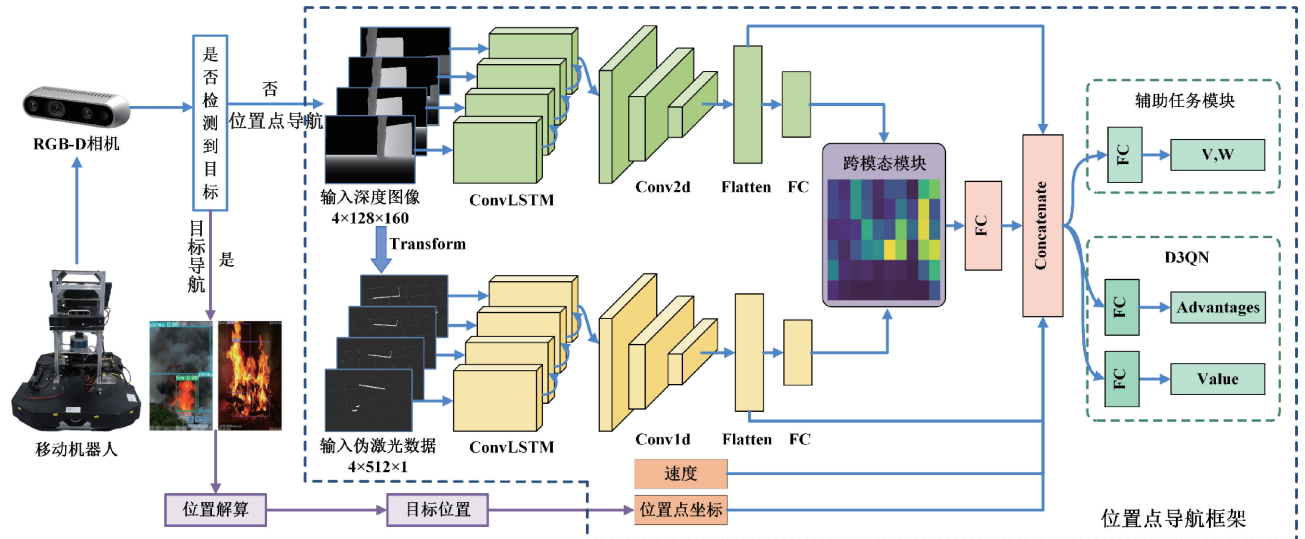 RGB-D相机
是否检测到目标
否
位置点导航
目标导航
是
移动机器人
输入深度图像
4×128×160
Transform
输入伪激光数据
4×512×1
ConvLSTM
Conv2d
Flatten
FC
ConvLSTM
Conv1d
Flatten
FC
跨模态模块
FC
Concatenate
辅助任务模块
FC
V,W
D3QN
FC
Advantages
FC
Value
速度
位置解算
目标位置
位置点坐标
位置点导航框架